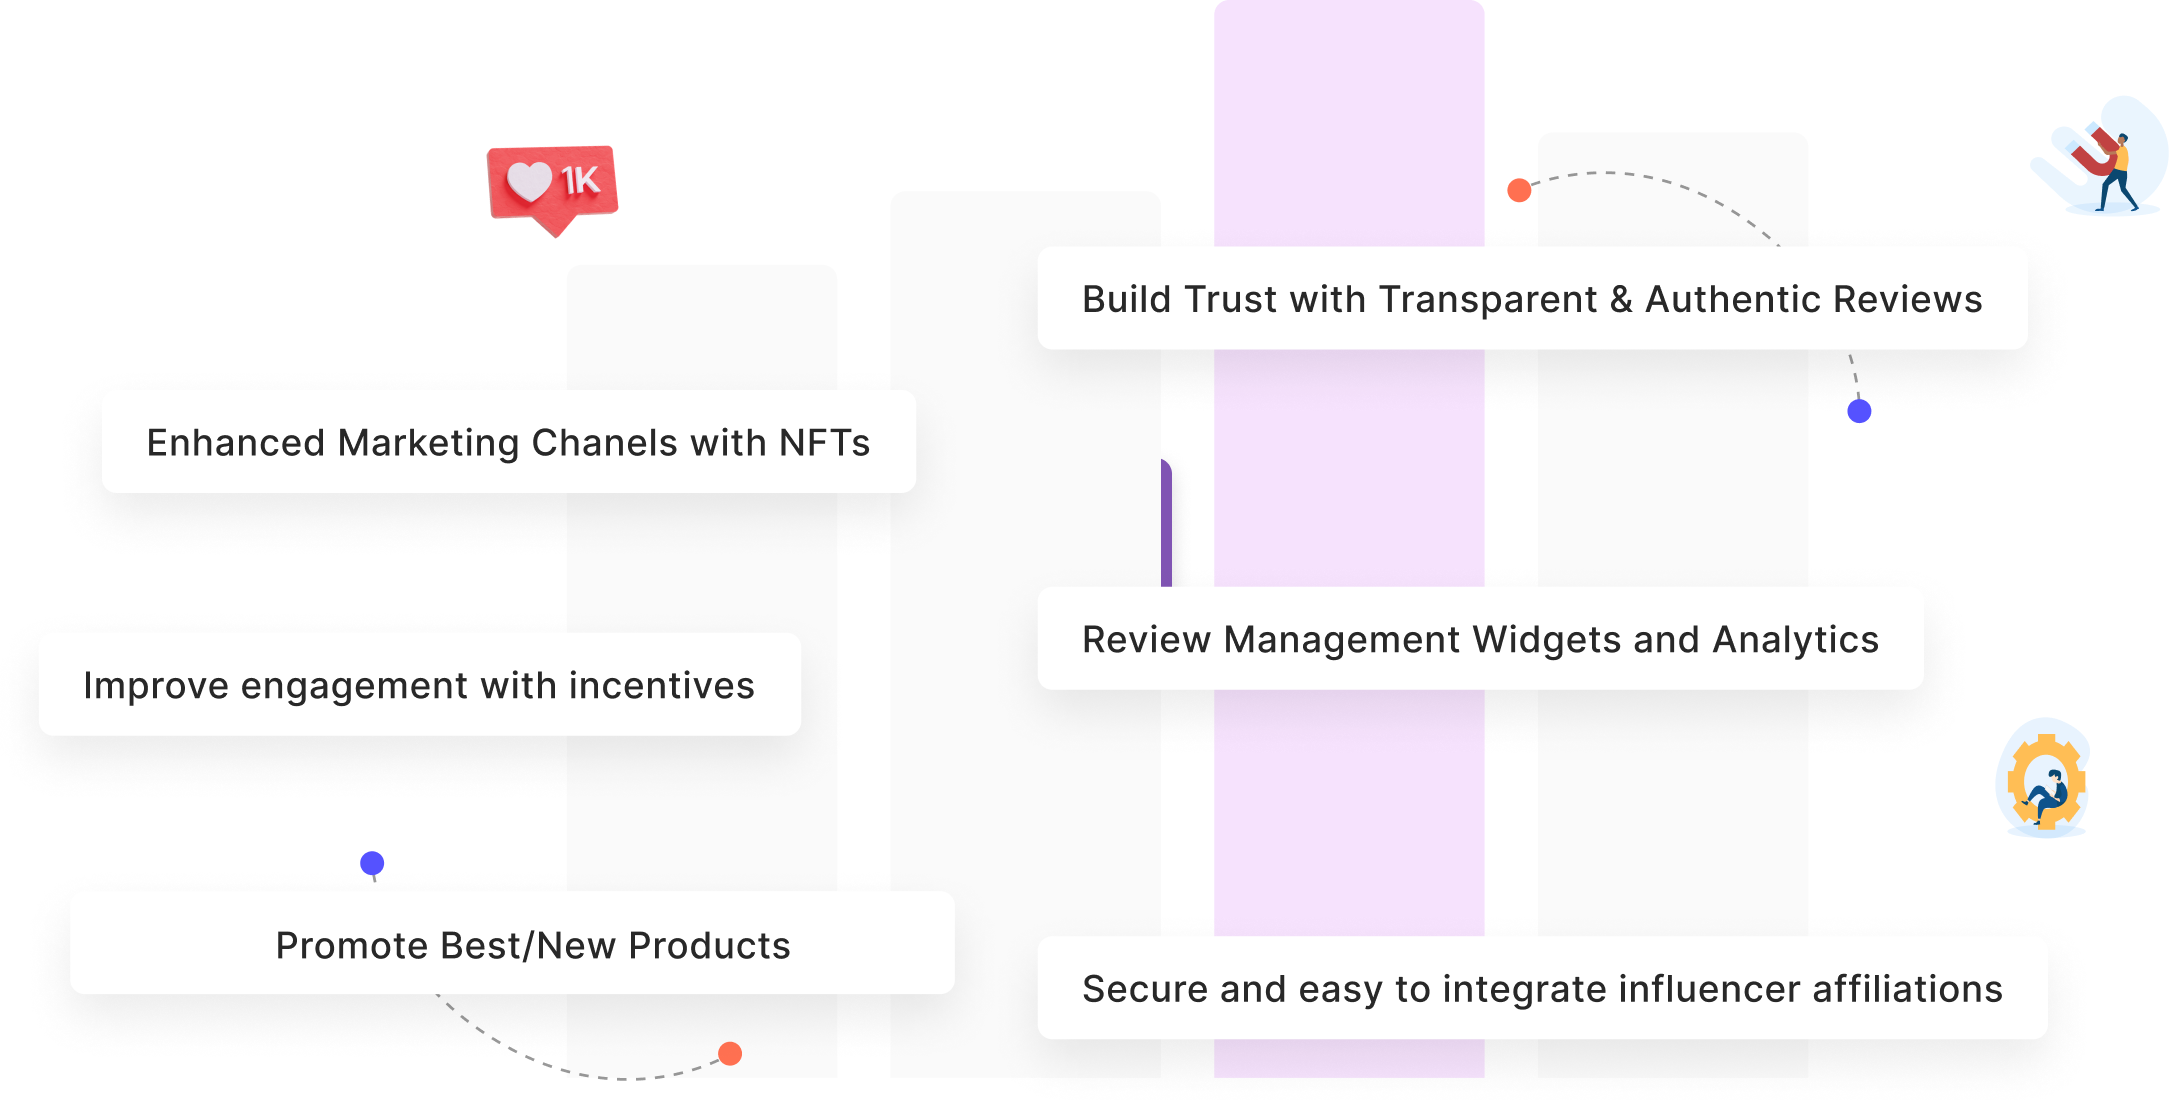 1K
Enhanced Marketing Chanels with NFTs
Improve engagement with incentives
Promote Best/New Products
Build Trust with Transparent & Authentic Reviews
Review Management Widgets and Analytics
Secure and easy to integrate influencer affiliations